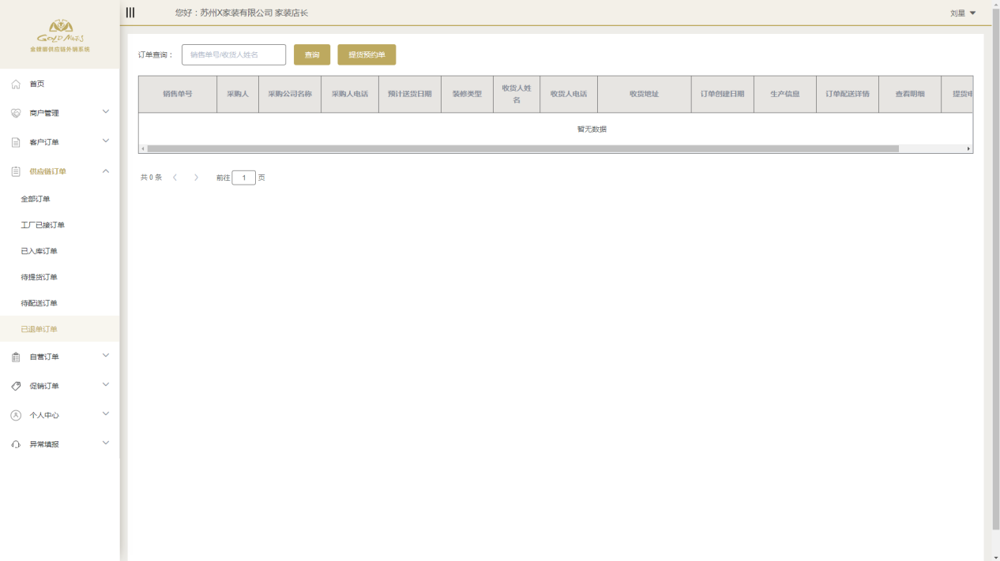 您好：苏州X家装有限公司 家装店长
刘星
GOLD MANTIS
金螳螂供应链外销系统
首页
商户管理
客户订单
供应链订单
全部订单
工厂已接订单
已入库订单
待提货订单
待配送订单
已退单订单
自营订单
促销订单
个人中心
异常填报
订单查询： 销售单号/收货人姓名 查询 提货预约单
销售单号 采购人 采购公司名称 采购人电话 预计送货日期 装修类型 收货人姓名 收货人电话 收货地址 订单创建日期 生产信息 订单配送详情 查看明细 提货
暂无数据
共 0 条 前往 1 页